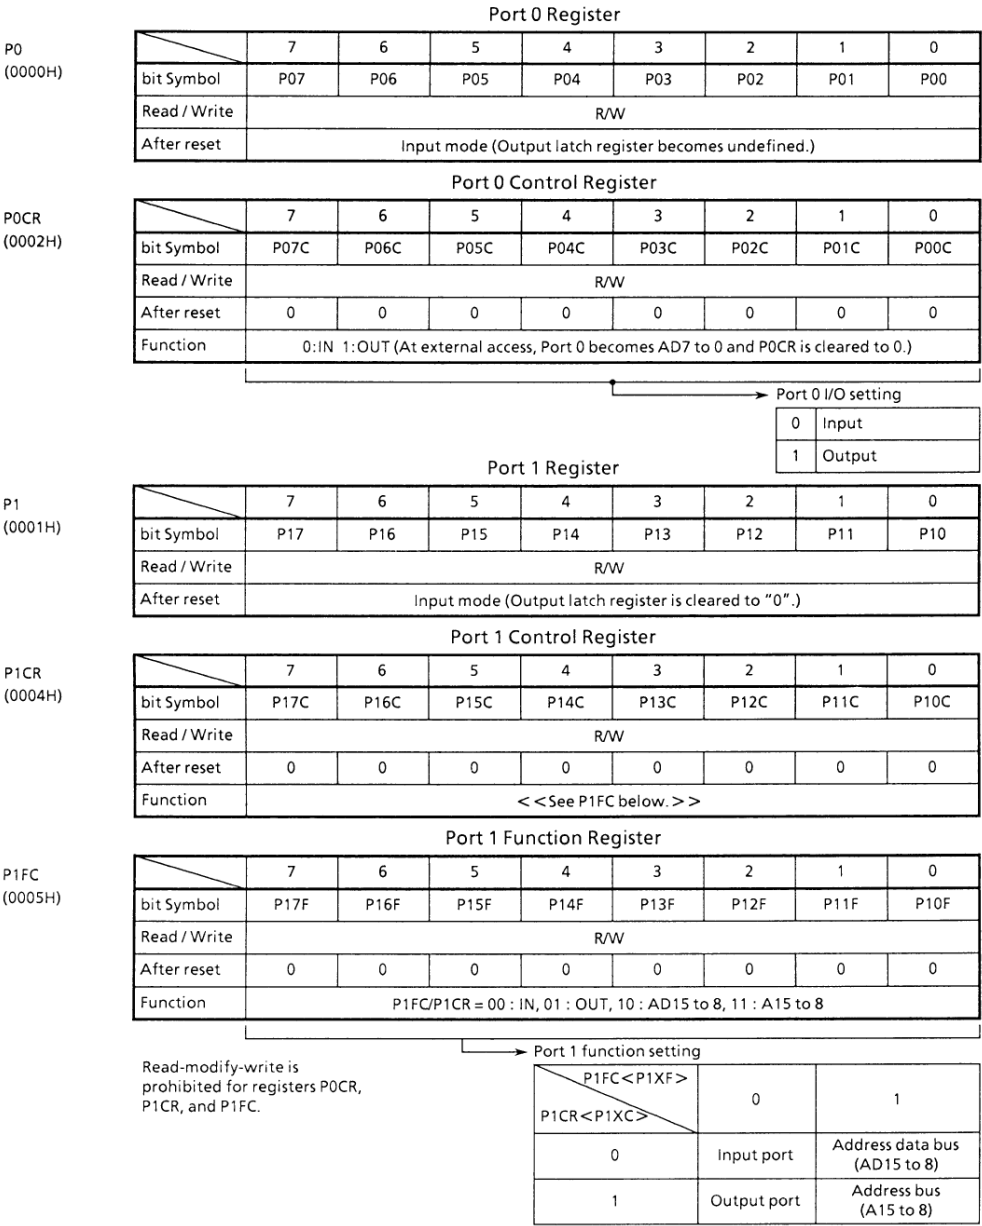 Port 0 Register
P0
(0000H)
7 6 5 4 3 2 1 0
bit Symbol P07 P06 P05 P04 P03 P02 P01 P00
Read / Write R/W
After reset Input mode (Output latch register becomes undefined.)
Port 0 Control Register
P0CR
(0002H)
7 6 5 4 3 2 1 0
bit Symbol P07C P06C P05C P04C P03C P02C P01C P00C
Read / Write R/W
After reset 0 0 0 0 0 0 0 0
Function 0:IN 1:OUT (At external access, Port 0 becomes AD7 to 0 and P0CR is cleared to 0.)
Port 0 I/O setting
0 Input
1 Output
Port 1 Register
P1
(0001H)
7 6 5 4 3 2 1 0
bit Symbol P17 P16 P15 P14 P13 P12 P11 P10
Read / Write R/W
After reset Input mode (Output latch register is cleared to "0".)
Port 1 Control Register
P1CR
(0004H)
7 6 5 4 3 2 1 0
bit Symbol P17C P16C P15C P14C P13C P12C P11C P10C
Read / Write R/W
After reset 0 0 0 0 0 0 0 0
Function <<See P1FC below.>>
Port 1 Function Register
P1FC
(0005H)
7 6 5 4 3 2 1 0
bit Symbol P17F P16F P15F P14F P13F P12F P11F P10F
Read / Write R/W
After reset 0 0 0 0 0 0 0 0
Function P1FC/P1CR = 00 : IN, 01 : OUT, 10 : AD15 to 8, 11 : A15 to 8
Read-modify-write is
prohibited for registers P0CR,
P1CR, and P1FC.
Port 1 function setting
P1FC<P1XF>
P1CR<P1XC>
0 1
0 Input port Address data bus
(AD15 to 8)
1 Output port Address bus
(A15 to 8)